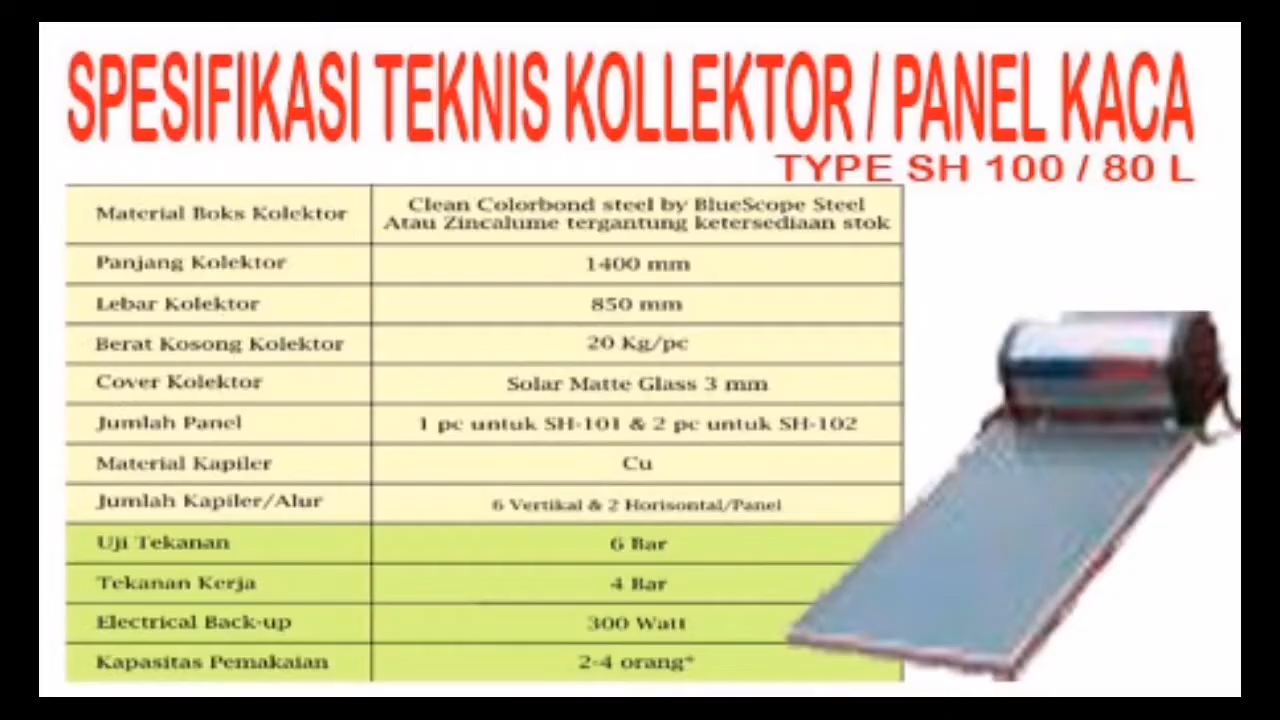 SPESIFIKASI TEKNIS KOLLEKTOR / PANEL KACA
TYPE SH 100 / 80 L
Material Boks Kolektor
Clean Colorbond steel by BlueScope Steel
Atau Zincalume tergantung ketersediaan stok
Panjang Kolektor
1400 mm
Lebar Kolektor
850 mm
Berat Kosong Kolektor
20 Kg/pc
Cover Kolektor
Solar Matte Glass 3 mm
Jumlah Panel
1 pc untuk SH-101 & 2 pc untuk SH-102
Material Kapiler
Cu
Jumlah Kapiler/Alur
6 Vertikal & 2 Horisontal/Panel
Uji Tekanan
6 Bar
Tekanan Kerja
4 Bar
Electrical Back-up
300 Watt
Kapasitas Pemakaian
2-4 orang*